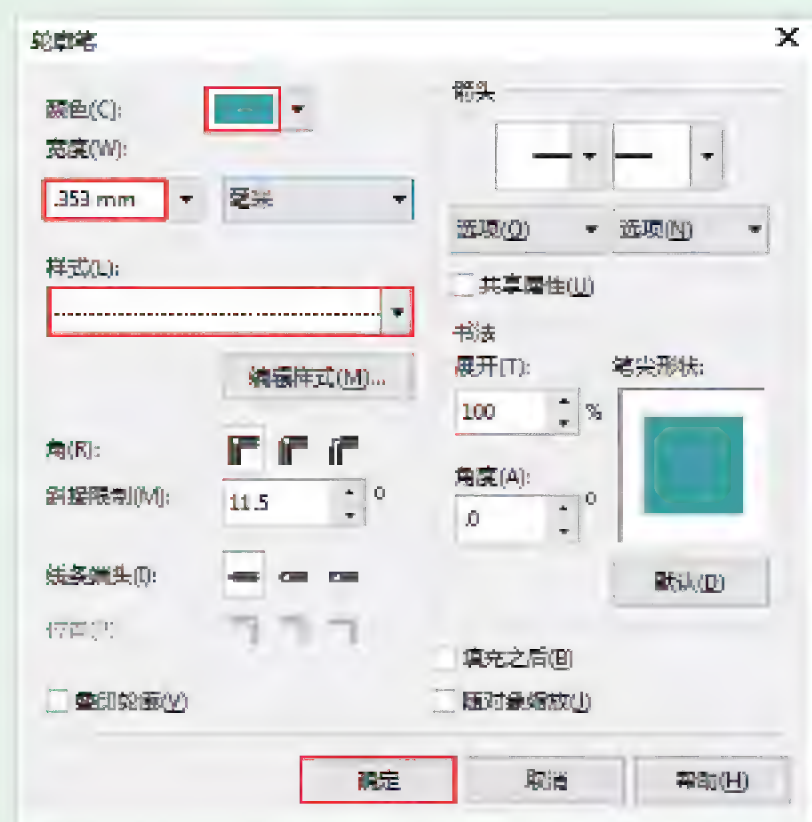 轮廓笔
颜色(C):
宽度(W):
.353 mm 毫米
样式(L):
编辑样式(M)...
角(R):
斜接限制(M): 11.5 °
线条端头(T):
位置(P):
叠印轮廓(V)
箭头
选项(O) 选项(N)
共享属性(U)
书法
展开(T): 笔尖形状:
100 %
角度(A):
.0 °
默认(D)
填充之后(B)
随对象缩放(J)
确定 取消 帮助(H)